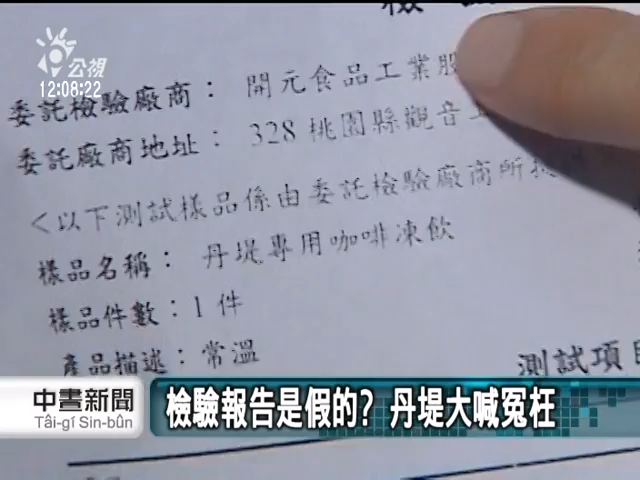 公視
12:08:22
委託檢驗廠商：開元食品工業股
委託廠商地址：328桃園縣觀音
<以下測試樣品係由委託檢驗廠商所
樣品名稱：丹堤專用咖啡凍飲
樣品件數：1件
產品描述：常溫
測試項目
中晝新聞
Tâi-gí Sin-bûn
檢驗報告是假的? 丹堤大喊冤枉